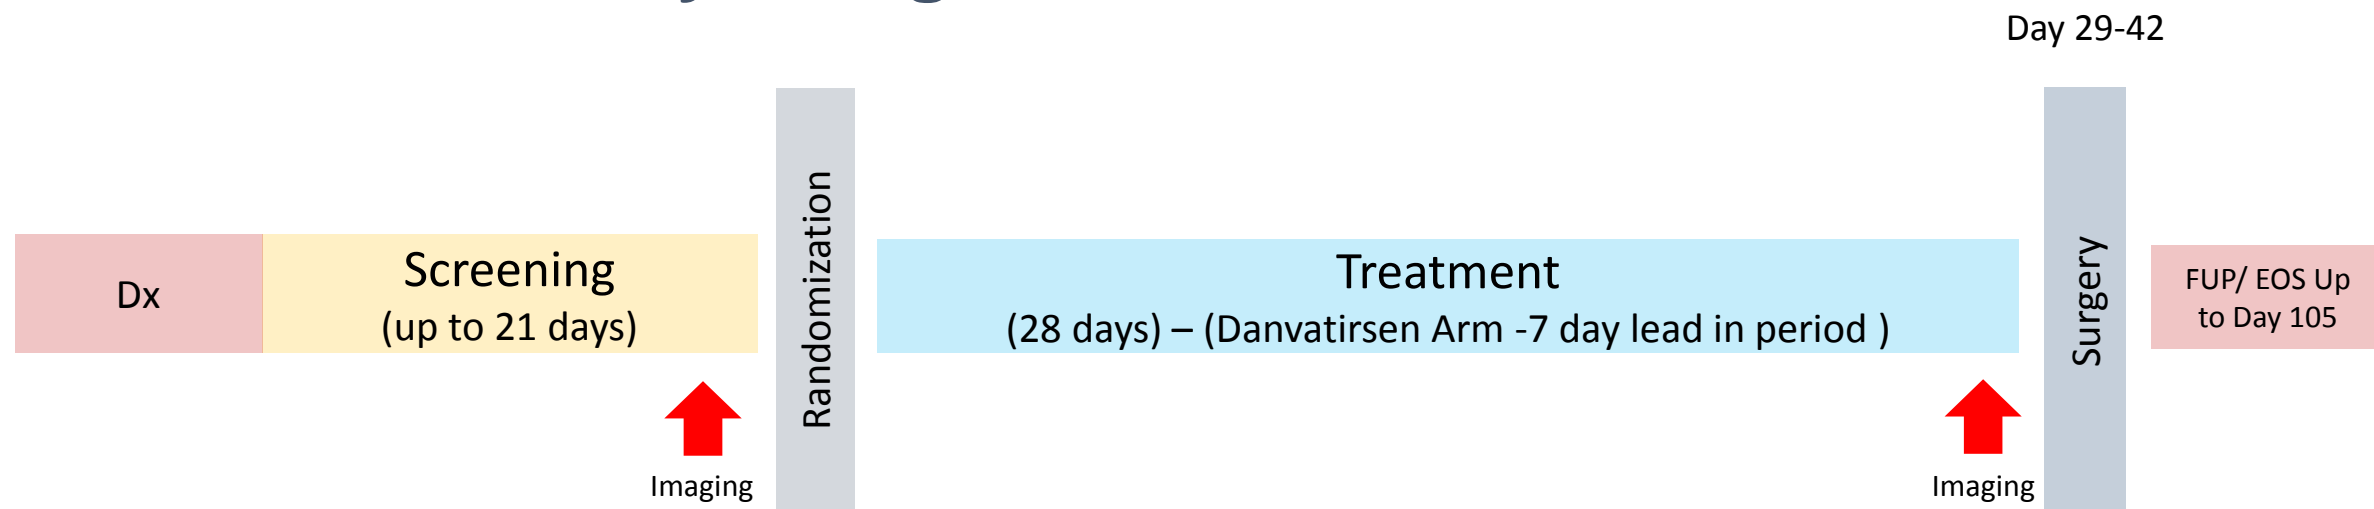 Day 29-42
Dx
Screening
(up to 21 days)
Imaging
Randomization
Treatment
(28 days) – (Danvatirsen Arm -7 day lead in period )
Imaging
Surgery
FUP/ EOS Up
to Day 105